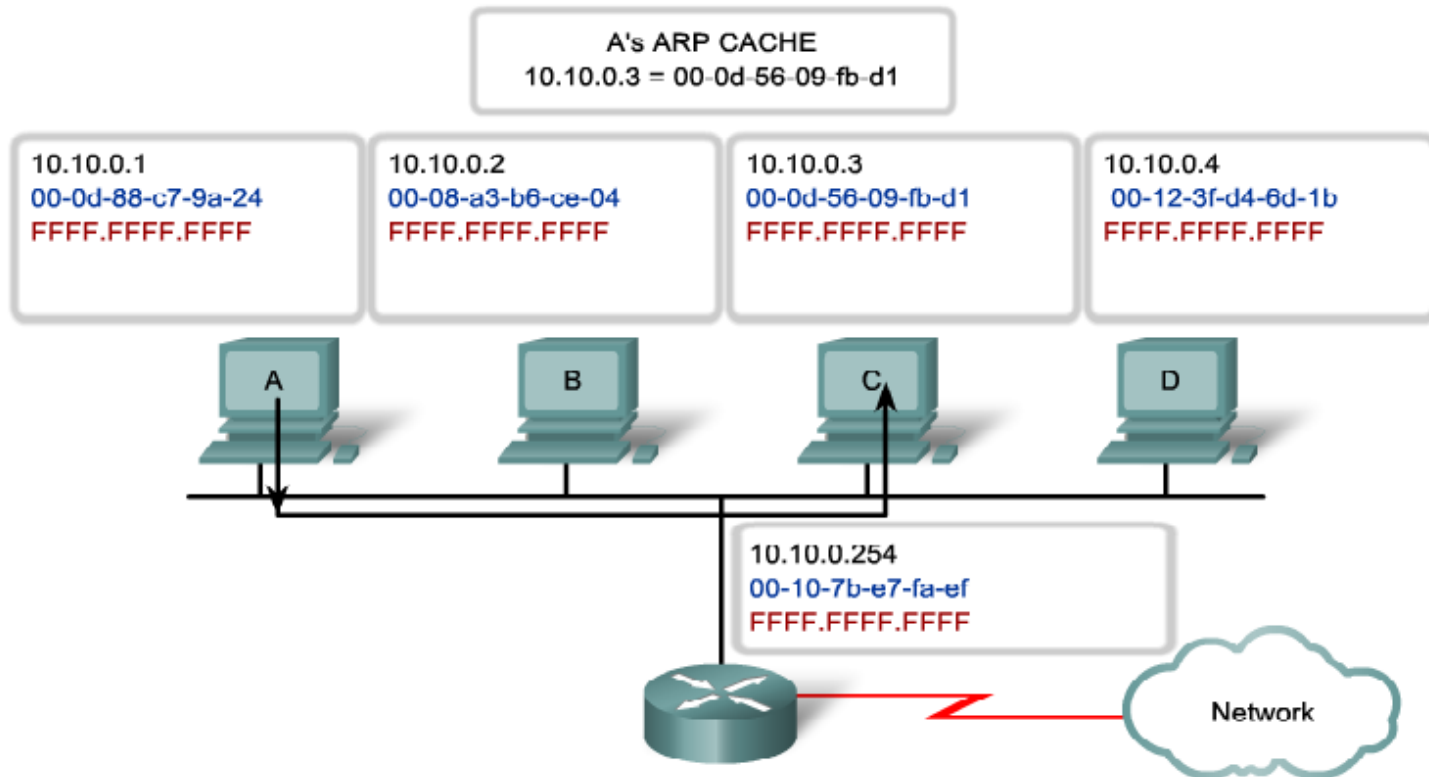 A's ARP CACHE
10.10.0.3 = 00-0d-56-09-fb-d1
10.10.0.1
00-0d-88-c7-9a-24
FFFF.FFFF.FFFF
10.10.0.2
00-08-a3-b6-ce-04
FFFF.FFFF.FFFF
10.10.0.3
00-0d-56-09-fb-d1
FFFF.FFFF.FFFF
10.10.0.4
00-12-3f-d4-6d-1b
FFFF.FFFF.FFFF
A
B
C
D
10.10.0.254
00-10-7b-e7-fa-ef
FFFF.FFFF.FFFF
Network